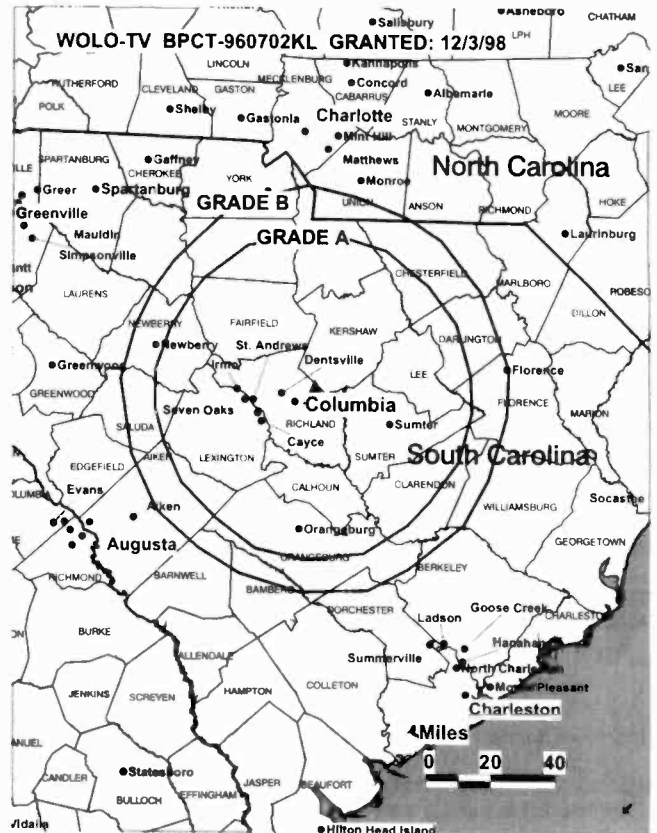 Asheboro
CHATHAM
Salisbury
LPH
WOLO-TV BPCT-960702KL GRANTED: 12/3/98
LINCOLN
Kannapolis
San
RUTHERFORD
CLEVELAND
GASTON
MECKLENBURG
Concord
CABARRUS
Albemarle
LEE
POLK
Shelby
Gastonia
Charlotte
STANLY
MOORE
Mint Hill
MONTGOMERY
SPARTANBURG
Gaffney
CHEROKEE
YORK
Matthews
North Carolina
VILLE
Greer
Spartanburg
Monroe
UNION
ANSON
RICHMOND
HOKE
GRADE B
Greenville
Mauldin
GRADE A
Laurinburg
Simpsonville
CHESTERFIELD
MARLBORO
LAURENS
DILLON
ROBESO
NEWBERRY
FAIRFIELD
KERSHAW
DARLINGTON
Newberry
St. Andrews
Irmo
Dentsville
LEE
Florence
Greenwood
GREENWOOD
FLORENCE
Seven Oaks
Columbia
MARION
SALUDA
RICHLAND
Sumter
Cayce
EDGEFIELD
AIKEN
LEXINGTON
SUMTER
South Carolina
COLUMBIA
Evans
CALHOUN
CLARENDON
Aiken
WILLIAMSBURG
Socastee
Orangeburg
Augusta
GEORGETOWN
ORANGEBURG
RICHMOND
BARNWELL
BAMBERG
BERKELEY
DORCHESTER
Goose Creek
Ladson
CHARLESTO
BURKE
ALLENDALE
Hanahan
Summerville
North Charleston
JENKINS
SCREVEN
HAMPTON
COLLETON
Mount Pleasant
Charleston
ANUEL
Miles
CANDLER
Statesboro
0 20 40
BULLOCH
EFFINGHAM
JASPER
BEAUFORT
Vidalia
Hilton Head Island